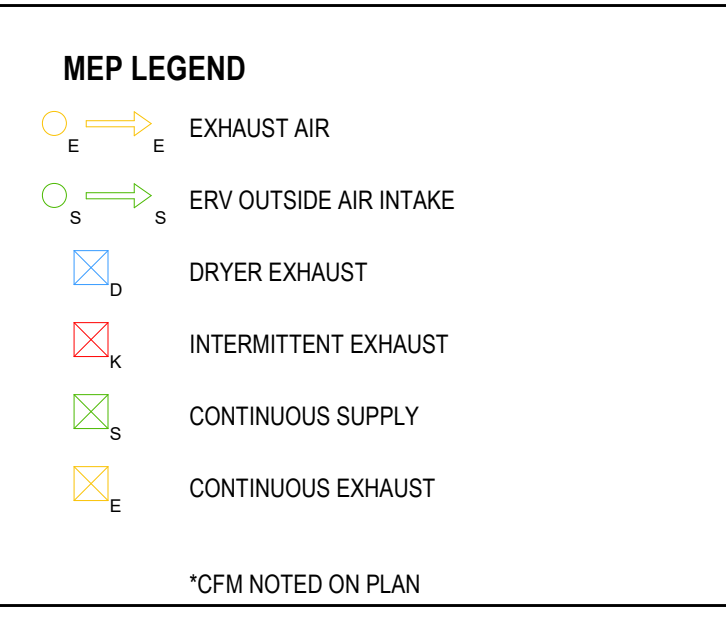 MEP LEGEND
E E EXHAUST AIR
S S ERV OUTSIDE AIR INTAKE
D DRYER EXHAUST
K INTERMITTENT EXHAUST
S CONTINUOUS SUPPLY
E CONTINUOUS EXHAUST
*CFM NOTED ON PLAN